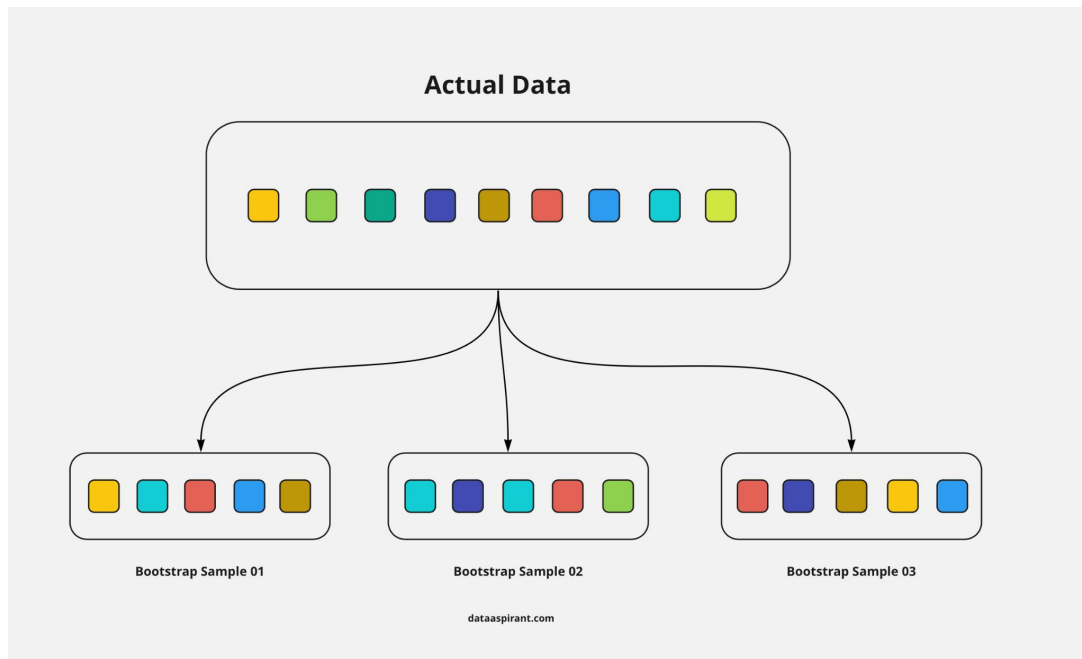 Actual Data
Bootstrap Sample 01
Bootstrap Sample 02
Bootstrap Sample 03
dataaspirant.com